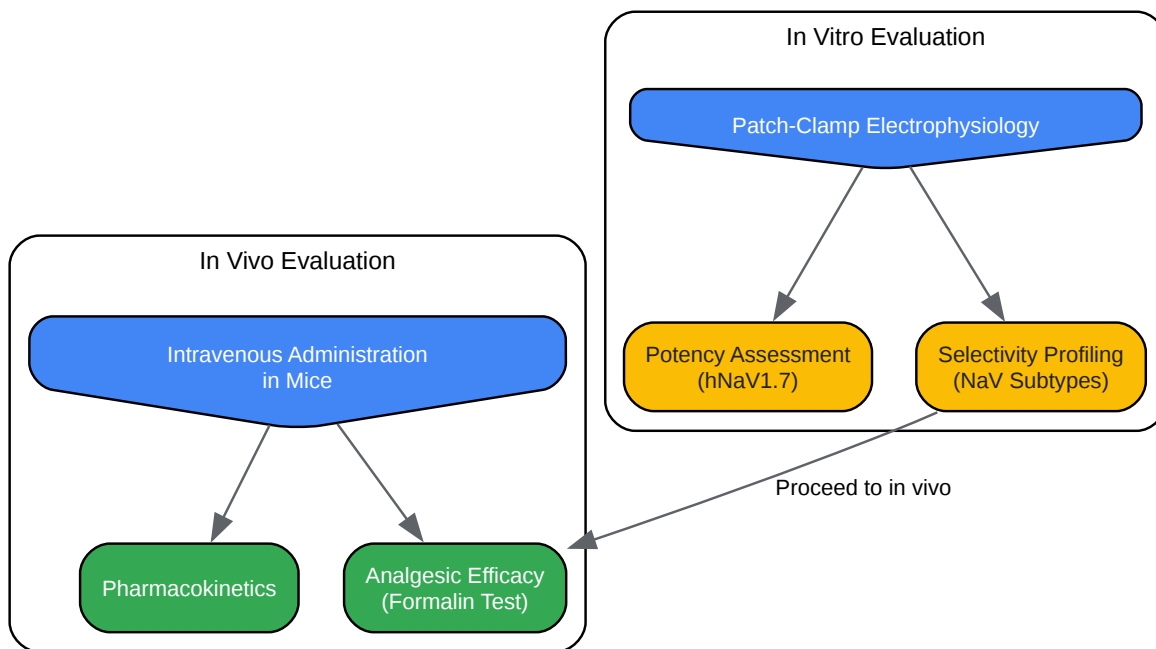 In Vitro Evaluation
Patch-Clamp Electrophysiology
Potency Assessment
(hNaV1.7)
Selectivity Profiling
(NaV Subtypes)
Proceed to in vivo
In Vivo Evaluation
Intravenous Administration
in Mice
Pharmacokinetics
Analgesic Efficacy
(Formalin Test)